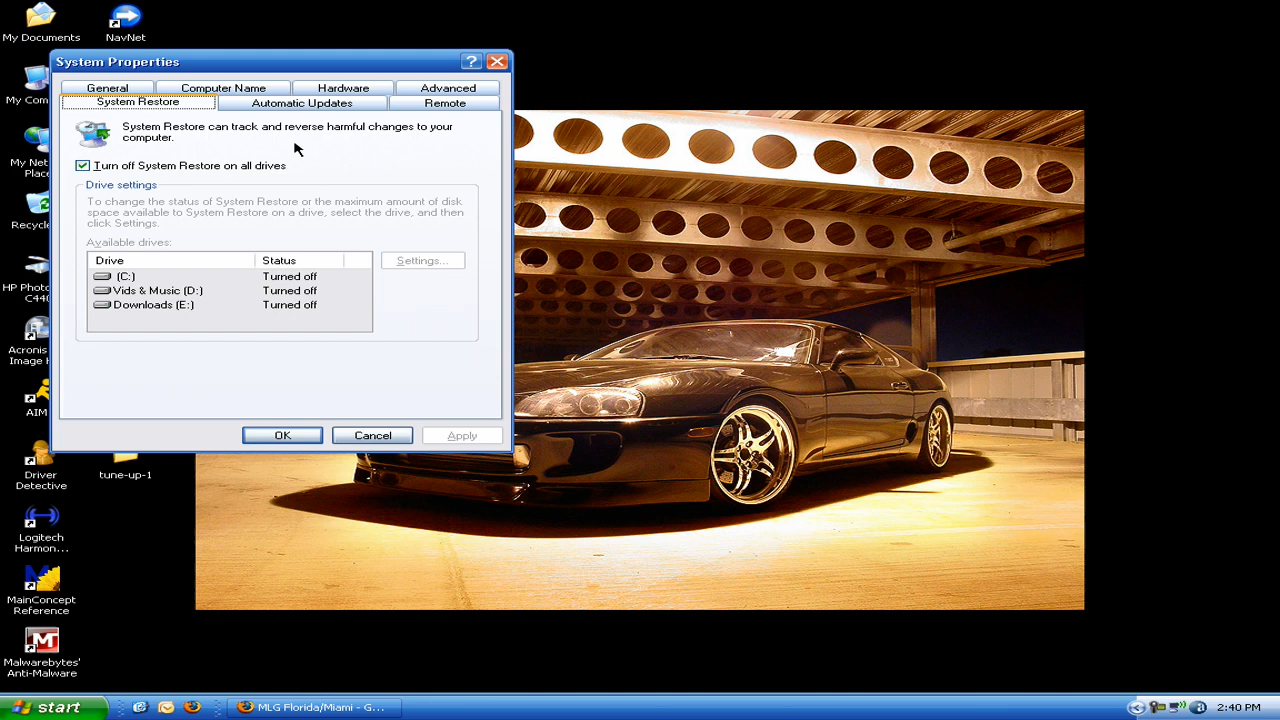 My Documents
NavNet
System Properties
General
Computer Name
Hardware
Advanced
System Restore
Automatic Updates
Remote
System Restore can track and reverse harmful changes to your
computer.
Turn off System Restore on all drives
Drive settings
To change the status of System Restore or the maximum amount of disk
space available to System Restore on a drive, select the drive, and then
click Settings.
Available drives:
Drive
Status
Settings...
(C:)
Turned off
Vids & Music (D:)
Turned off
Downloads (E:)
Turned off
OK
Cancel
Apply
My Com
My Net
Place
Recycl
HP Photo
C44
Acronis
Image H
AIM
Driver
Detective
tune-up-1
Logitech
Harmon...
MainConcept
Reference
Malwarebytes'
Anti-Malware
start
MLG Florida/Miami - G...
2:40 PM